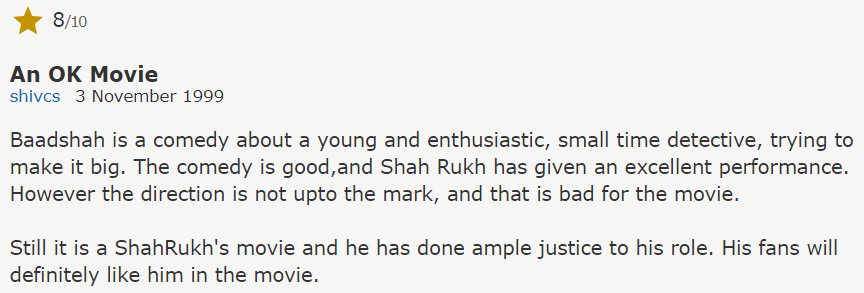 8/10
An OK Movie
shivcs 3 November 1999
Baadshah is a comedy about a young and enthusiastic, small time detective, trying to
make it big. The comedy is good,and Shah Rukh has given an excellent performance.
However the direction is not upto the mark, and that is bad for the movie.
Still it is a ShahRukh's movie and he has done ample justice to his role. His fans will
definitely like him in the movie.